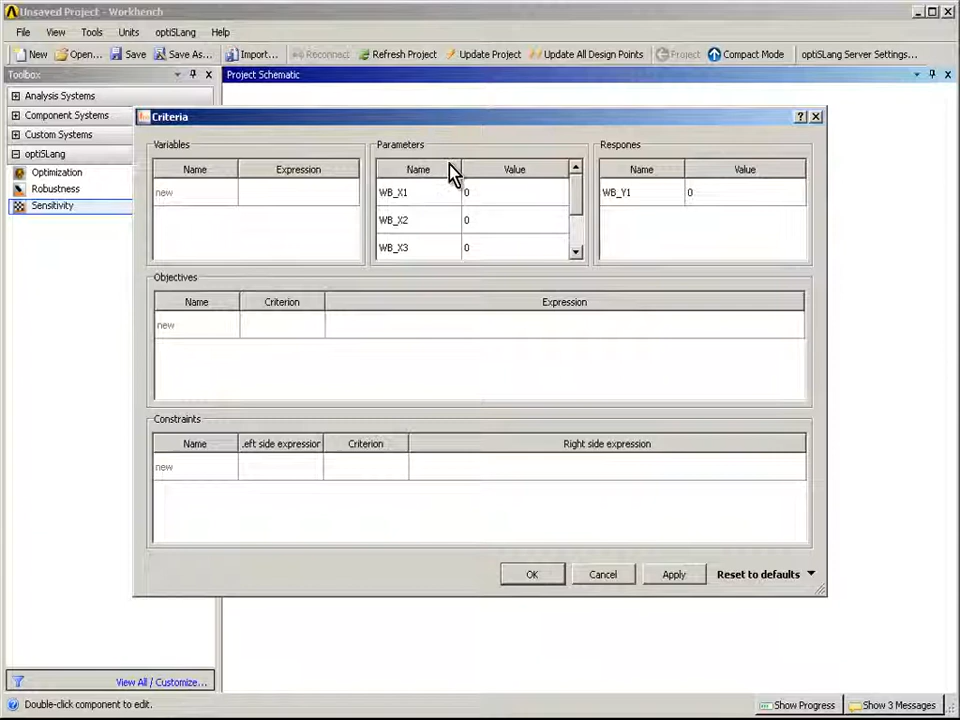 Unsaved Project - Workbench
File View Tools Units optiSLang Help
New Open... Save Save As... Import... Reconnect Refresh Project Update Project Update All Design Points Project Compact Mode optiSLang Server Settings...
Toolbox
Project Schematic
Analysis Systems
Component Systems
Custom Systems
optiSLang
Optimization
Robustness
Sensitivity
Criteria
Variables
Name Expression
new
Parameters
Name Value
WB_X1 0
WB_X2 0
WB_X3 0
Respones
Name Value
WB_Y1 0
Objectives
Name Criterion Expression
new
Constraints
Name .eft side expression Criterion Right side expression
new
OK Cancel Apply Reset to defaults
View All / Customize...
Double-click component to edit.
Show Progress Show 3 Messages